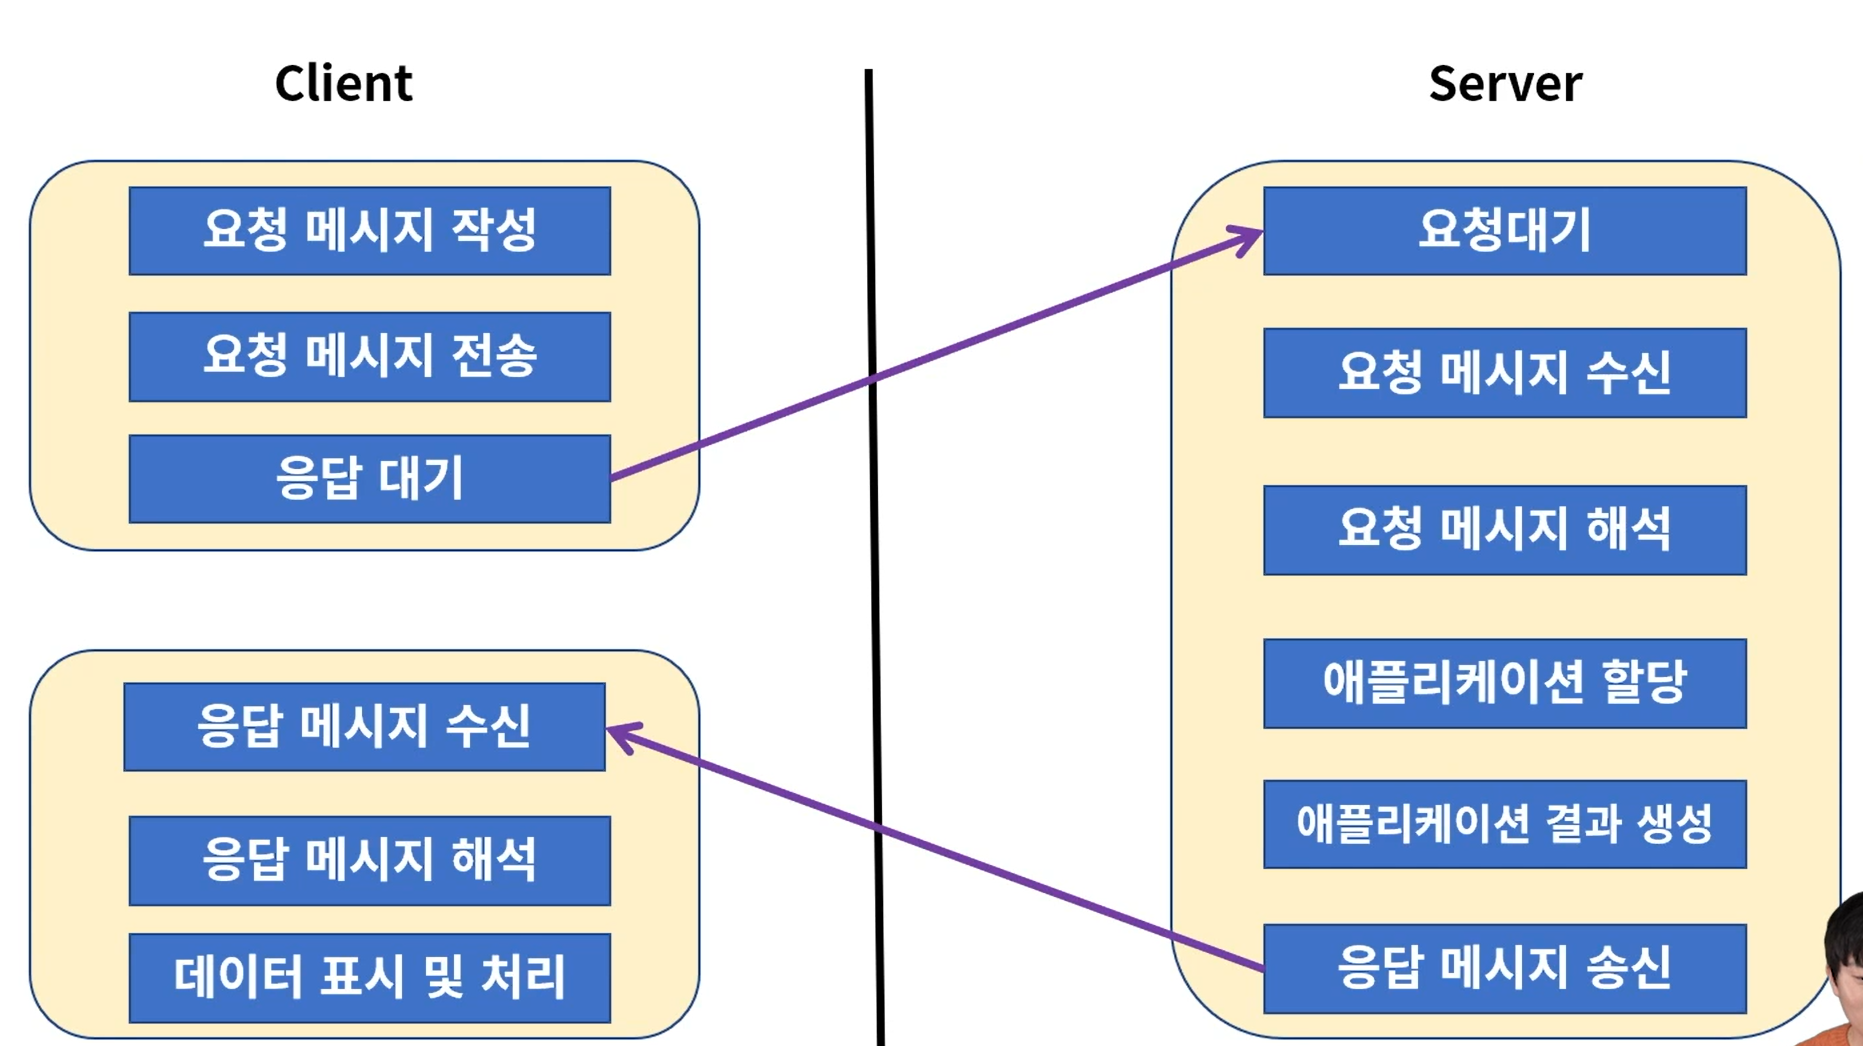 Client
요청 메시지 작성
요청 메시지 전송
응답 대기
응답 메시지 수신
응답 메시지 해석
데이터 표시 및 처리
Server
요청대기
요청 메시지 수신
요청 메시지 해석
애플리케이션 할당
애플리케이션 결과 생성
응답 메시지 송신